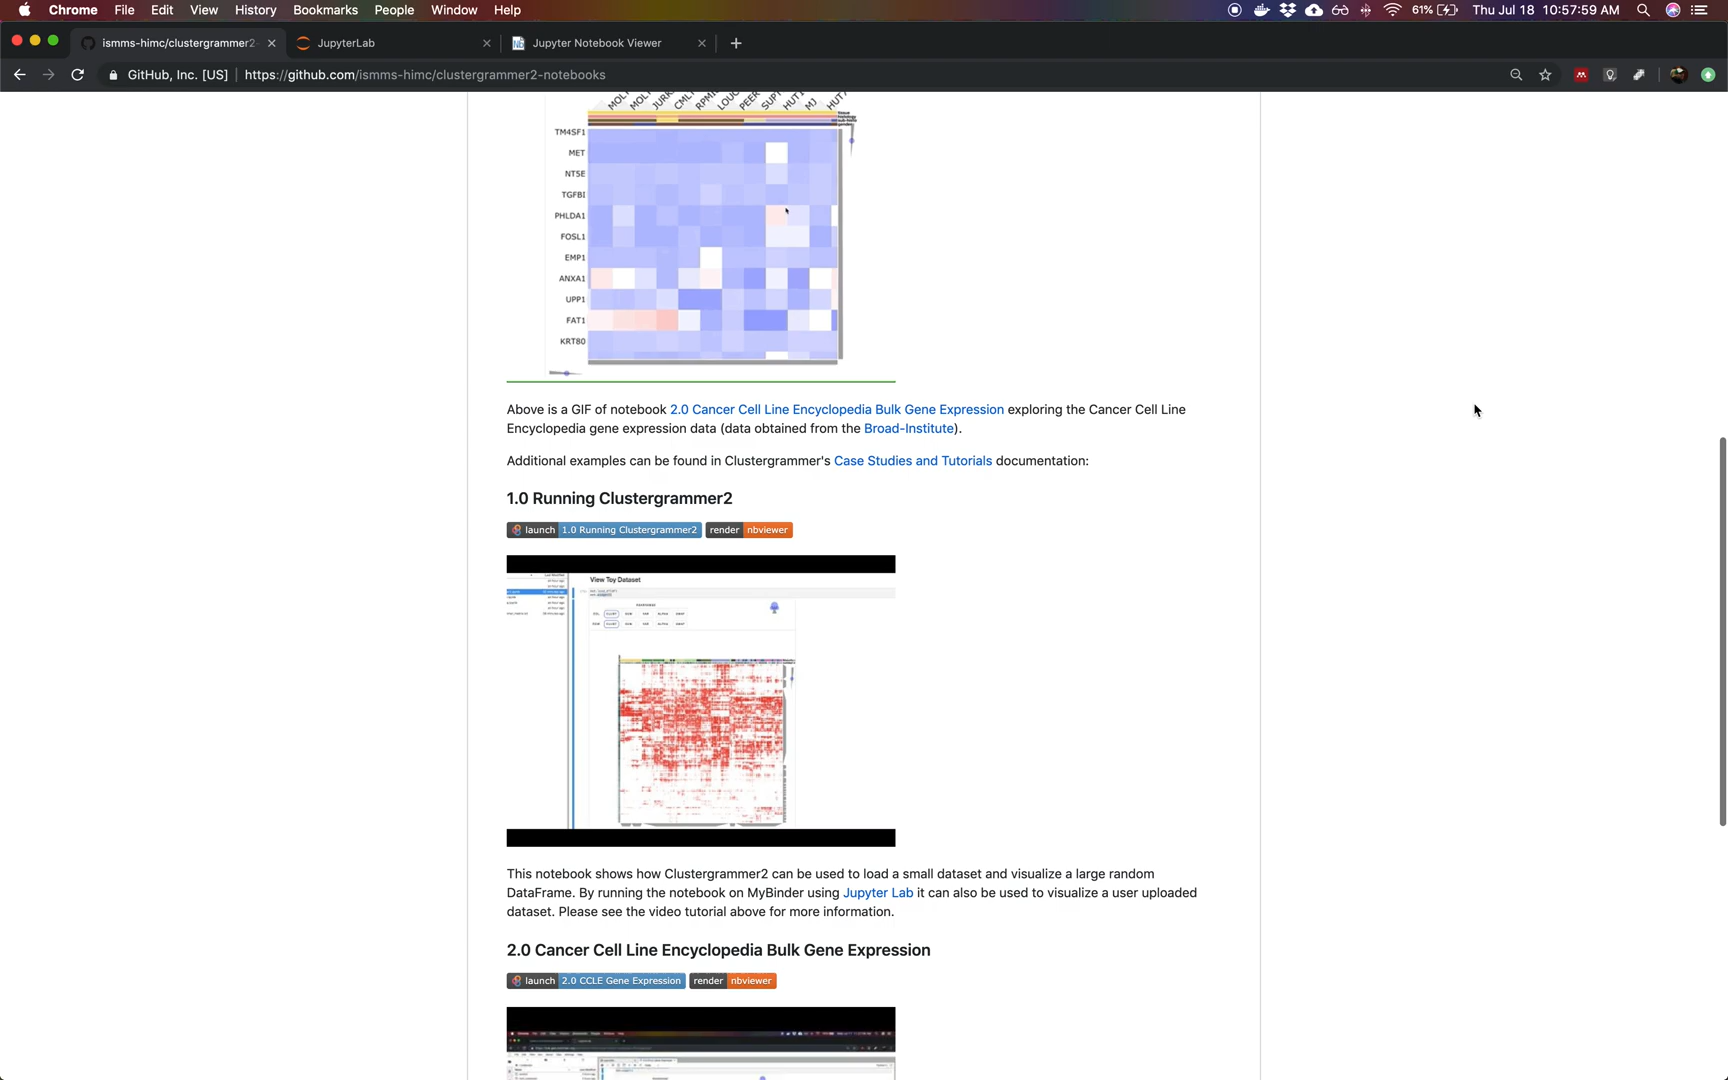 Chrome File Edit View History Bookmarks People Window Help 61% Thu Jul 18 10:57:59 AM
ismms-himc/clustergrammer2- JupyterLab Jupyter Notebook Viewer
GitHub, Inc. [US] https://github.com/ismms-himc/clustergrammer2-notebooks
TM4SF1
MET
NT5E
TGFBI
PHLDA1
FOSL1
EMP1
ANXA1
UPP1
FAT1
KRT80
Above is a GIF of notebook 2.0 Cancer Cell Line Encyclopedia Bulk Gene Expression exploring the Cancer Cell Line
Encyclopedia gene expression data (data obtained from the Broad-Institute).
Additional examples can be found in Clustergrammer's Case Studies and Tutorials documentation:
1.0 Running Clustergrammer2
launch 1.0 Running Clustergrammer2 render nbviewer
View Toy Dataset
This notebook shows how Clustergrammer2 can be used to load a small dataset and visualize a large random
DataFrame. By running the notebook on MyBinder using Jupyter Lab it can also be used to visualize a user uploaded
dataset. Please see the video tutorial above for more information.
2.0 Cancer Cell Line Encyclopedia Bulk Gene Expression
launch 2.0 CCLE Gene Expression render nbviewer